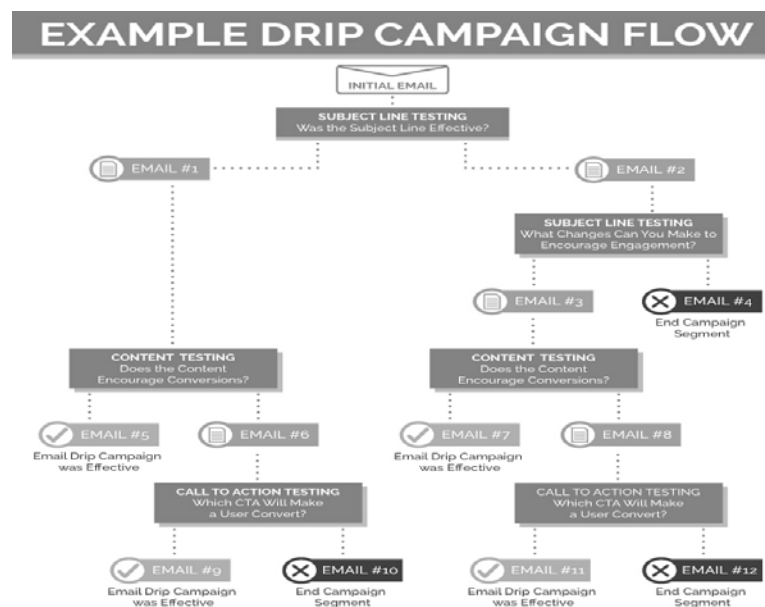 EXAMPLE DRIP CAMPAIGN FLOW
INITIAL EMAIL
SUBJECT LINE TESTING
Was the Subject Line Effective?
EMAIL #1
EMAIL #2
SUBJECT LINE TESTING
What Changes Can You Make to
Encourage Engagement?
EMAIL #3
EMAIL #4
End Campaign
Segment
CONTENT TESTING
Does the Content
Encourage Conversions?
CONTENT TESTING
Does the Content
Encourage Conversions?
EMAIL #5
Email Drip Campaign
was Effective
EMAIL #6
EMAIL #7
Email Drip Campaign
was Effective
EMAIL #8
CALL TO ACTION TESTING
Which CTA Will Make
a User Convert?
CALL TO ACTION TESTING
Which CTA Will Make
a User Convert?
EMAIL #9
Email Drip Campaign
was Effective
EMAIL #10
End Campaign
Segment
EMAIL #11
Email Drip Campaign
was Effective
EMAIL #12
End Campaign
Segment